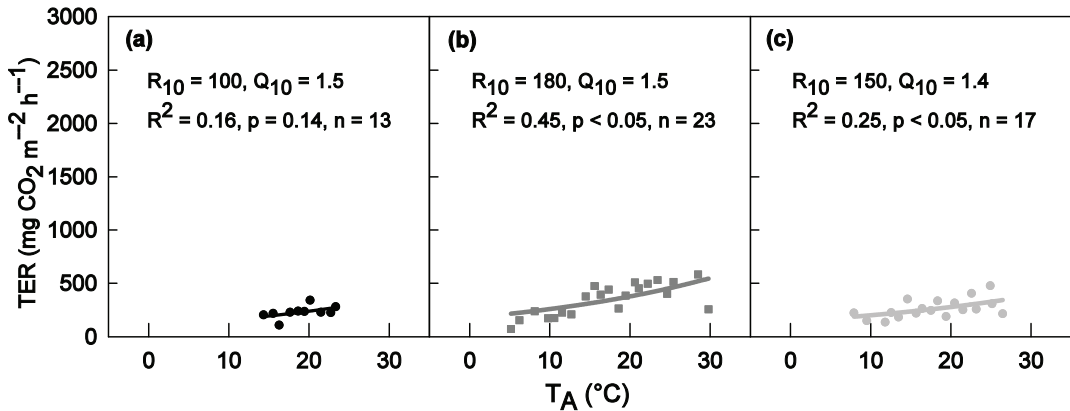 TER (mg CO2 m−2 h−1)
3000
2500
2000
1500
1000
500
0
(a)
R10 = 100, Q10 = 1.5
R2 = 0.16, p = 0.14, n = 13
(b)
R10 = 180, Q10 = 1.5
R2 = 0.45, p < 0.05, n = 23
(c)
R10 = 150, Q10 = 1.4
R2 = 0.25, p < 0.05, n = 17
0 10 20 30 0 10 20 30 0 10 20 30
TA (°C)